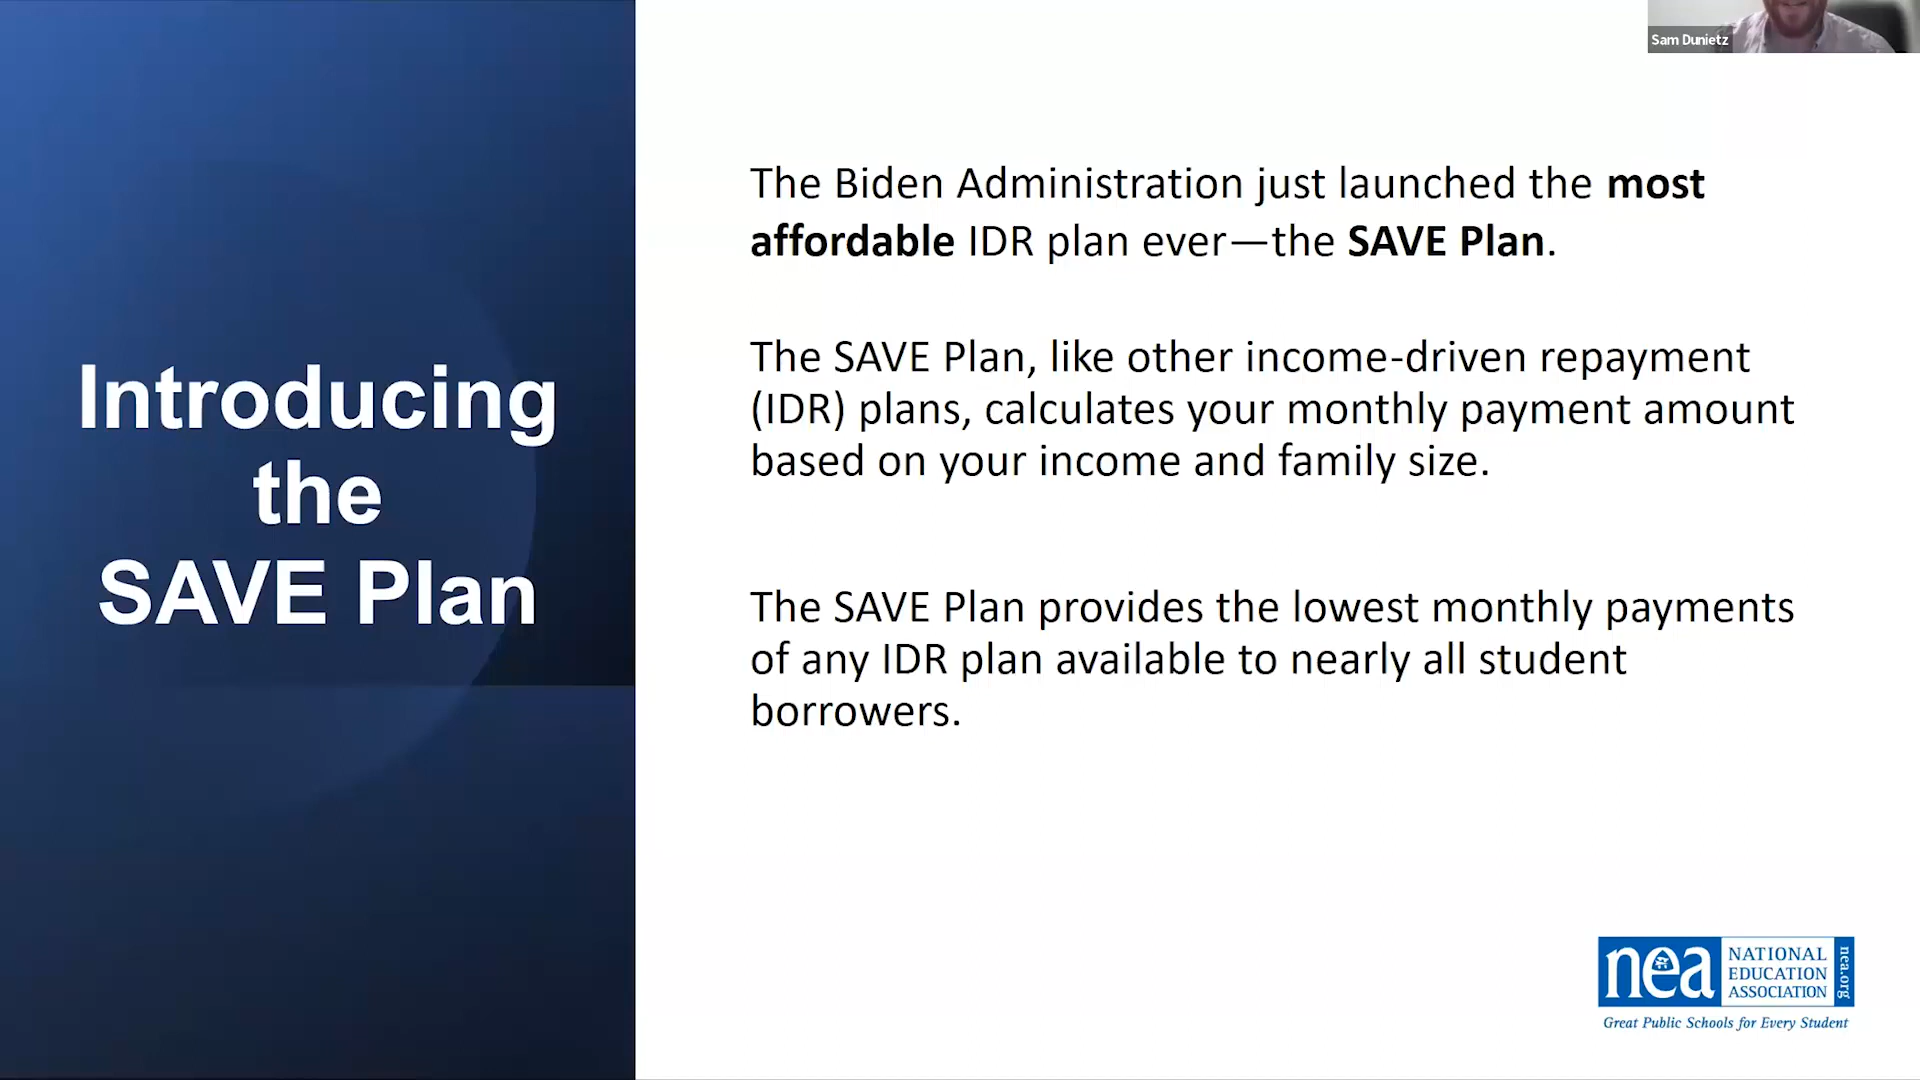 Sam Dunietz
Introducing
the
SAVE Plan
The Biden Administration just launched the most
affordable IDR plan ever—the SAVE Plan.
The SAVE Plan, like other income-driven repayment
(IDR) plans, calculates your monthly payment amount
based on your income and family size.
The SAVE Plan provides the lowest monthly payments
of any IDR plan available to nearly all student
borrowers.
nea
NATIONAL
EDUCATION
ASSOCIATION
nea.org
Great Public Schools for Every Student